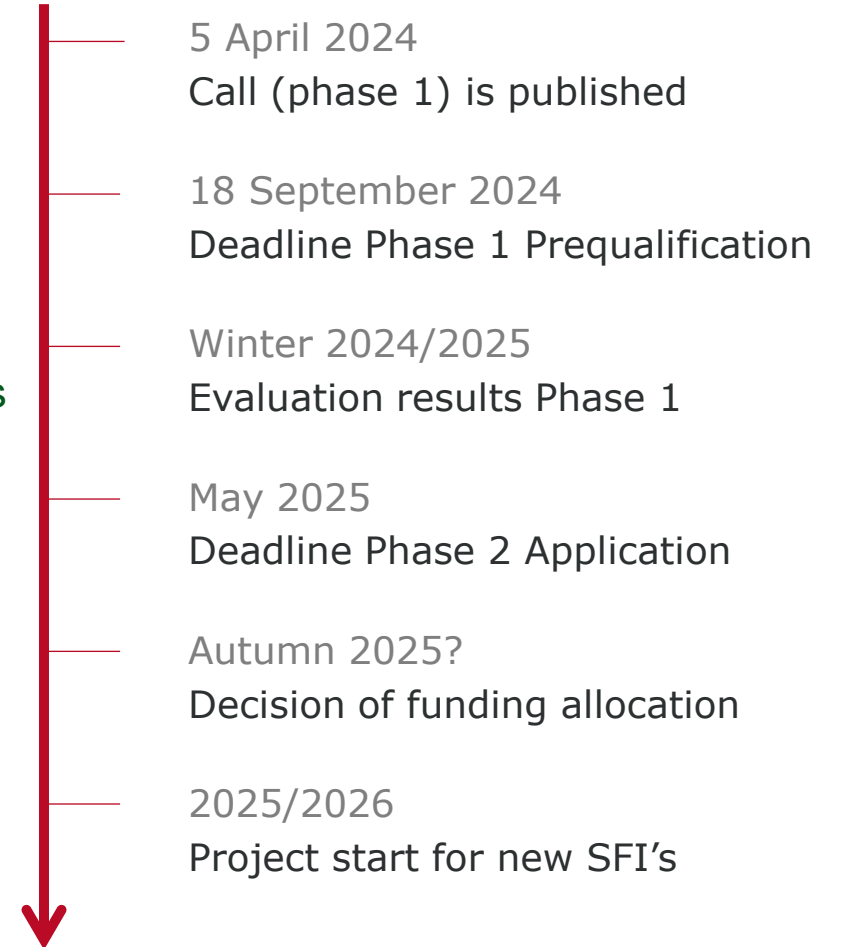 5 April 2024
Call (phase 1) is published
18 September 2024
Deadline Phase 1 Prequalification
Winter 2024/2025
s
Evaluation results Phase 1
May 2025
Deadline Phase 2 Application
Autumn 2025?
Decision of funding allocation
2025/2026
Project start for new SFI’s